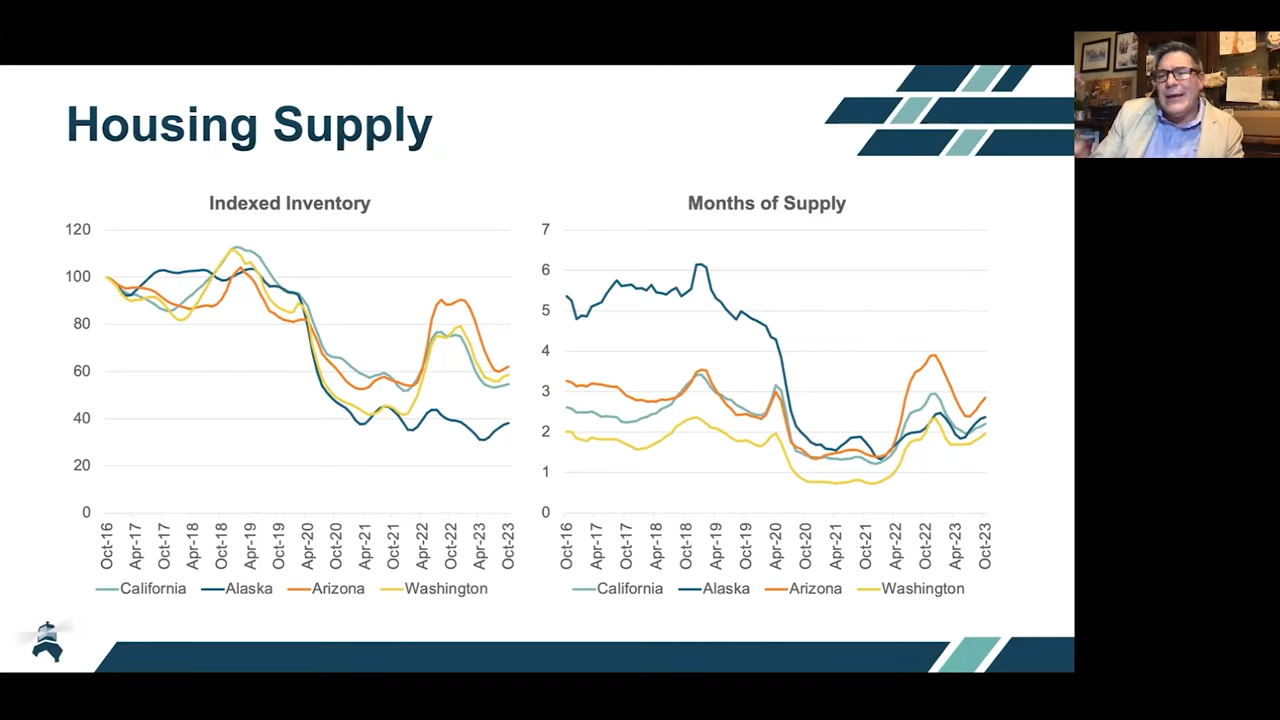 Housing Supply
Indexed Inventory
120
100
80
60
40
20
0
Oct-16
Apr-17
Oct-17
Apr-18
Oct-18
Apr-19
Oct-19
Apr-20
Oct-20
Apr-21
Oct-21
Apr-22
Oct-22
Apr-23
Oct-23
California Alaska Arizona Washington
Months of Supply
7
6
5
4
3
2
1
0
Oct-16
Apr-17
Oct-17
Apr-18
Oct-18
Apr-19
Oct-19
Apr-20
Oct-20
Apr-21
Oct-21
Apr-22
Oct-22
Apr-23
Oct-23
California Alaska Arizona Washington